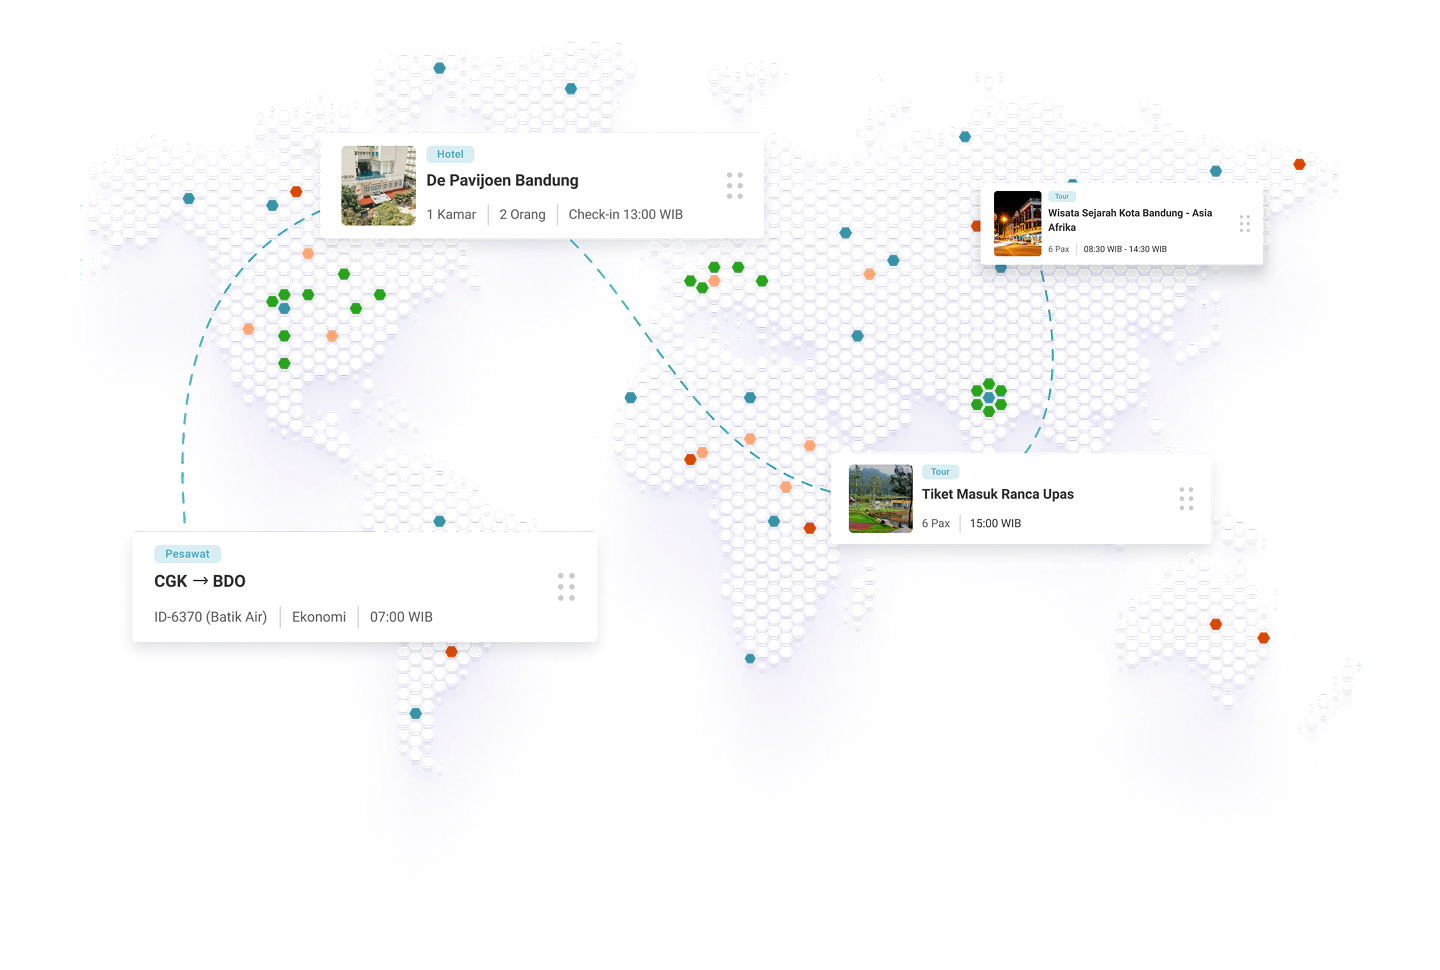 Hotel
De Pavijoen Bandung
1 Kamar | 2 Orang | Check-in 13:00 WIB
Tour
Wisata Sejarah Kota Bandung - Asia
Afrika
6 Pax | 08:30 WIB - 14:30 WIB
Tour
Tiket Masuk Ranca Upas
6 Pax | 15:00 WIB
Pesawat
CGK → BDO
ID-6370 (Batik Air) | Ekonomi | 07:00 WIB